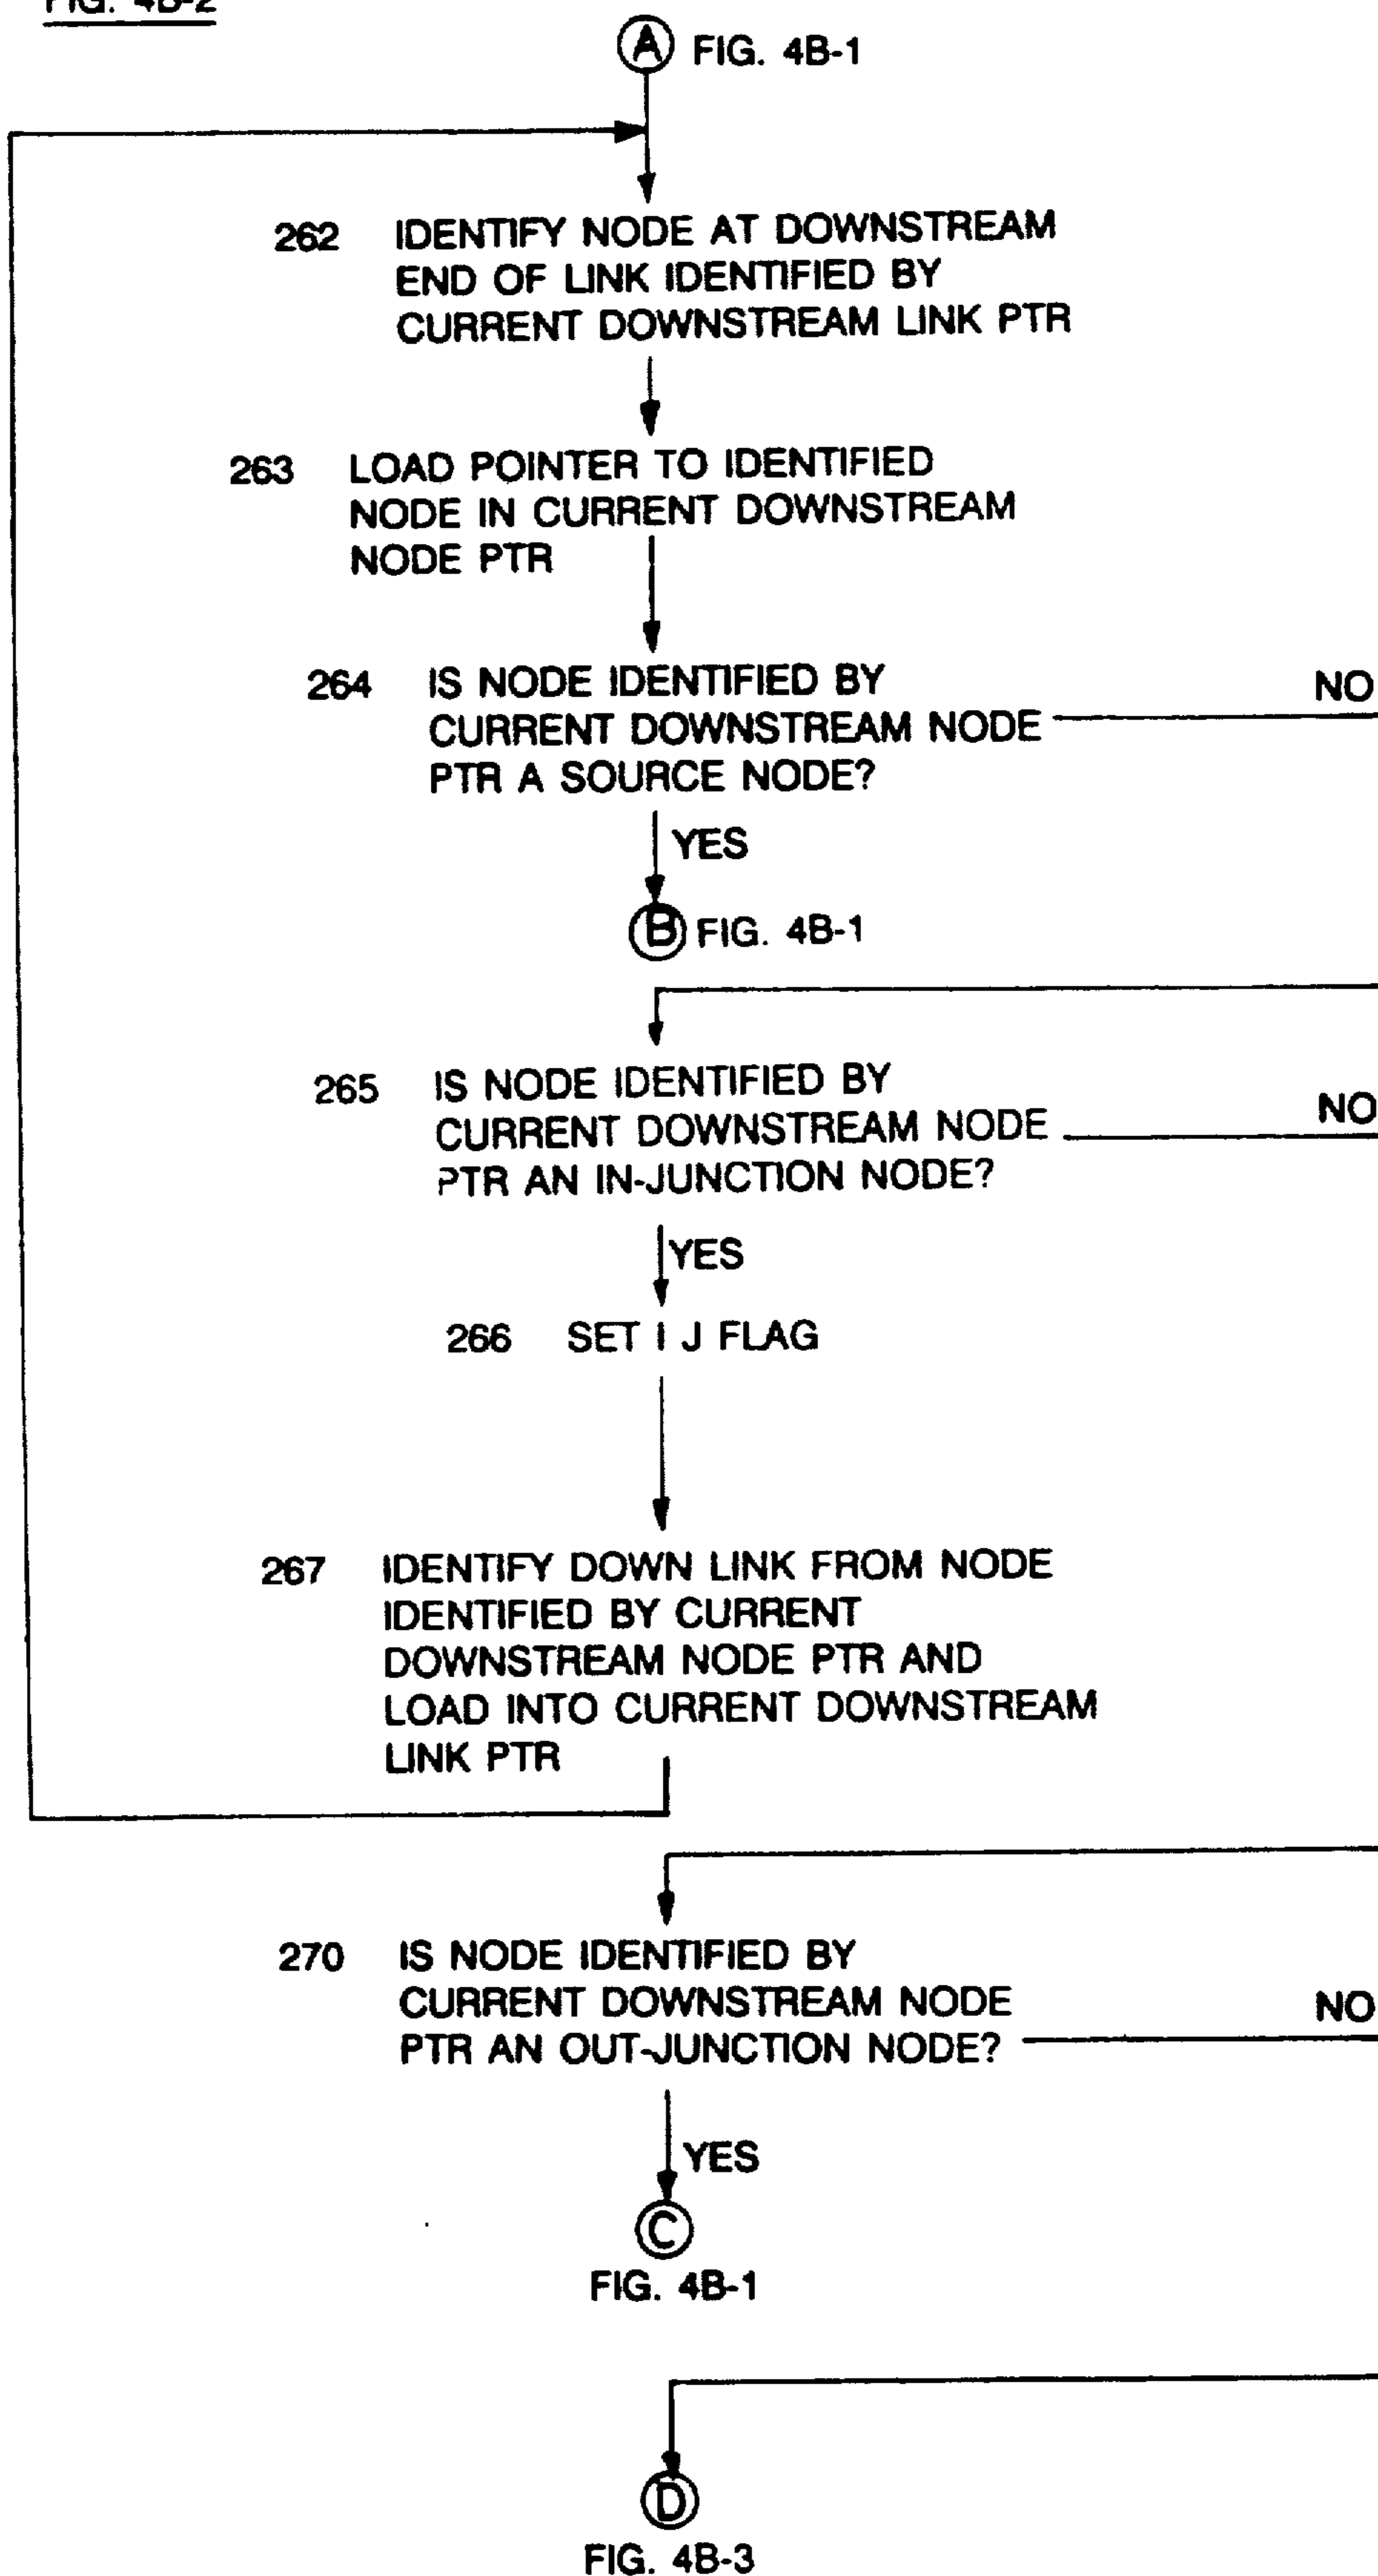 FIG. 4B-2
A FIG. 4B-1
262 IDENTIFY NODE AT DOWNSTREAM
END OF LINK IDENTIFIED BY
CURRENT DOWNSTREAM LINK PTR
263 LOAD POINTER TO IDENTIFIED
NODE IN CURRENT DOWNSTREAM
NODE PTR
264 IS NODE IDENTIFIED BY
CURRENT DOWNSTREAM NODE
PTR A SOURCE NODE?
NO
YES
B FIG. 4B-1
265 IS NODE IDENTIFIED BY
CURRENT DOWNSTREAM NODE
PTR AN IN-JUNCTION NODE?
NO
YES
266 SET I J FLAG
267 IDENTIFY DOWN LINK FROM NODE
IDENTIFIED BY CURRENT
DOWNSTREAM NODE PTR AND
LOAD INTO CURRENT DOWNSTREAM
LINK PTR
270 IS NODE IDENTIFIED BY
CURRENT DOWNSTREAM NODE
PTR AN OUT-JUNCTION NODE?
NO
YES
C
FIG. 4B-1
D
FIG. 4B-3